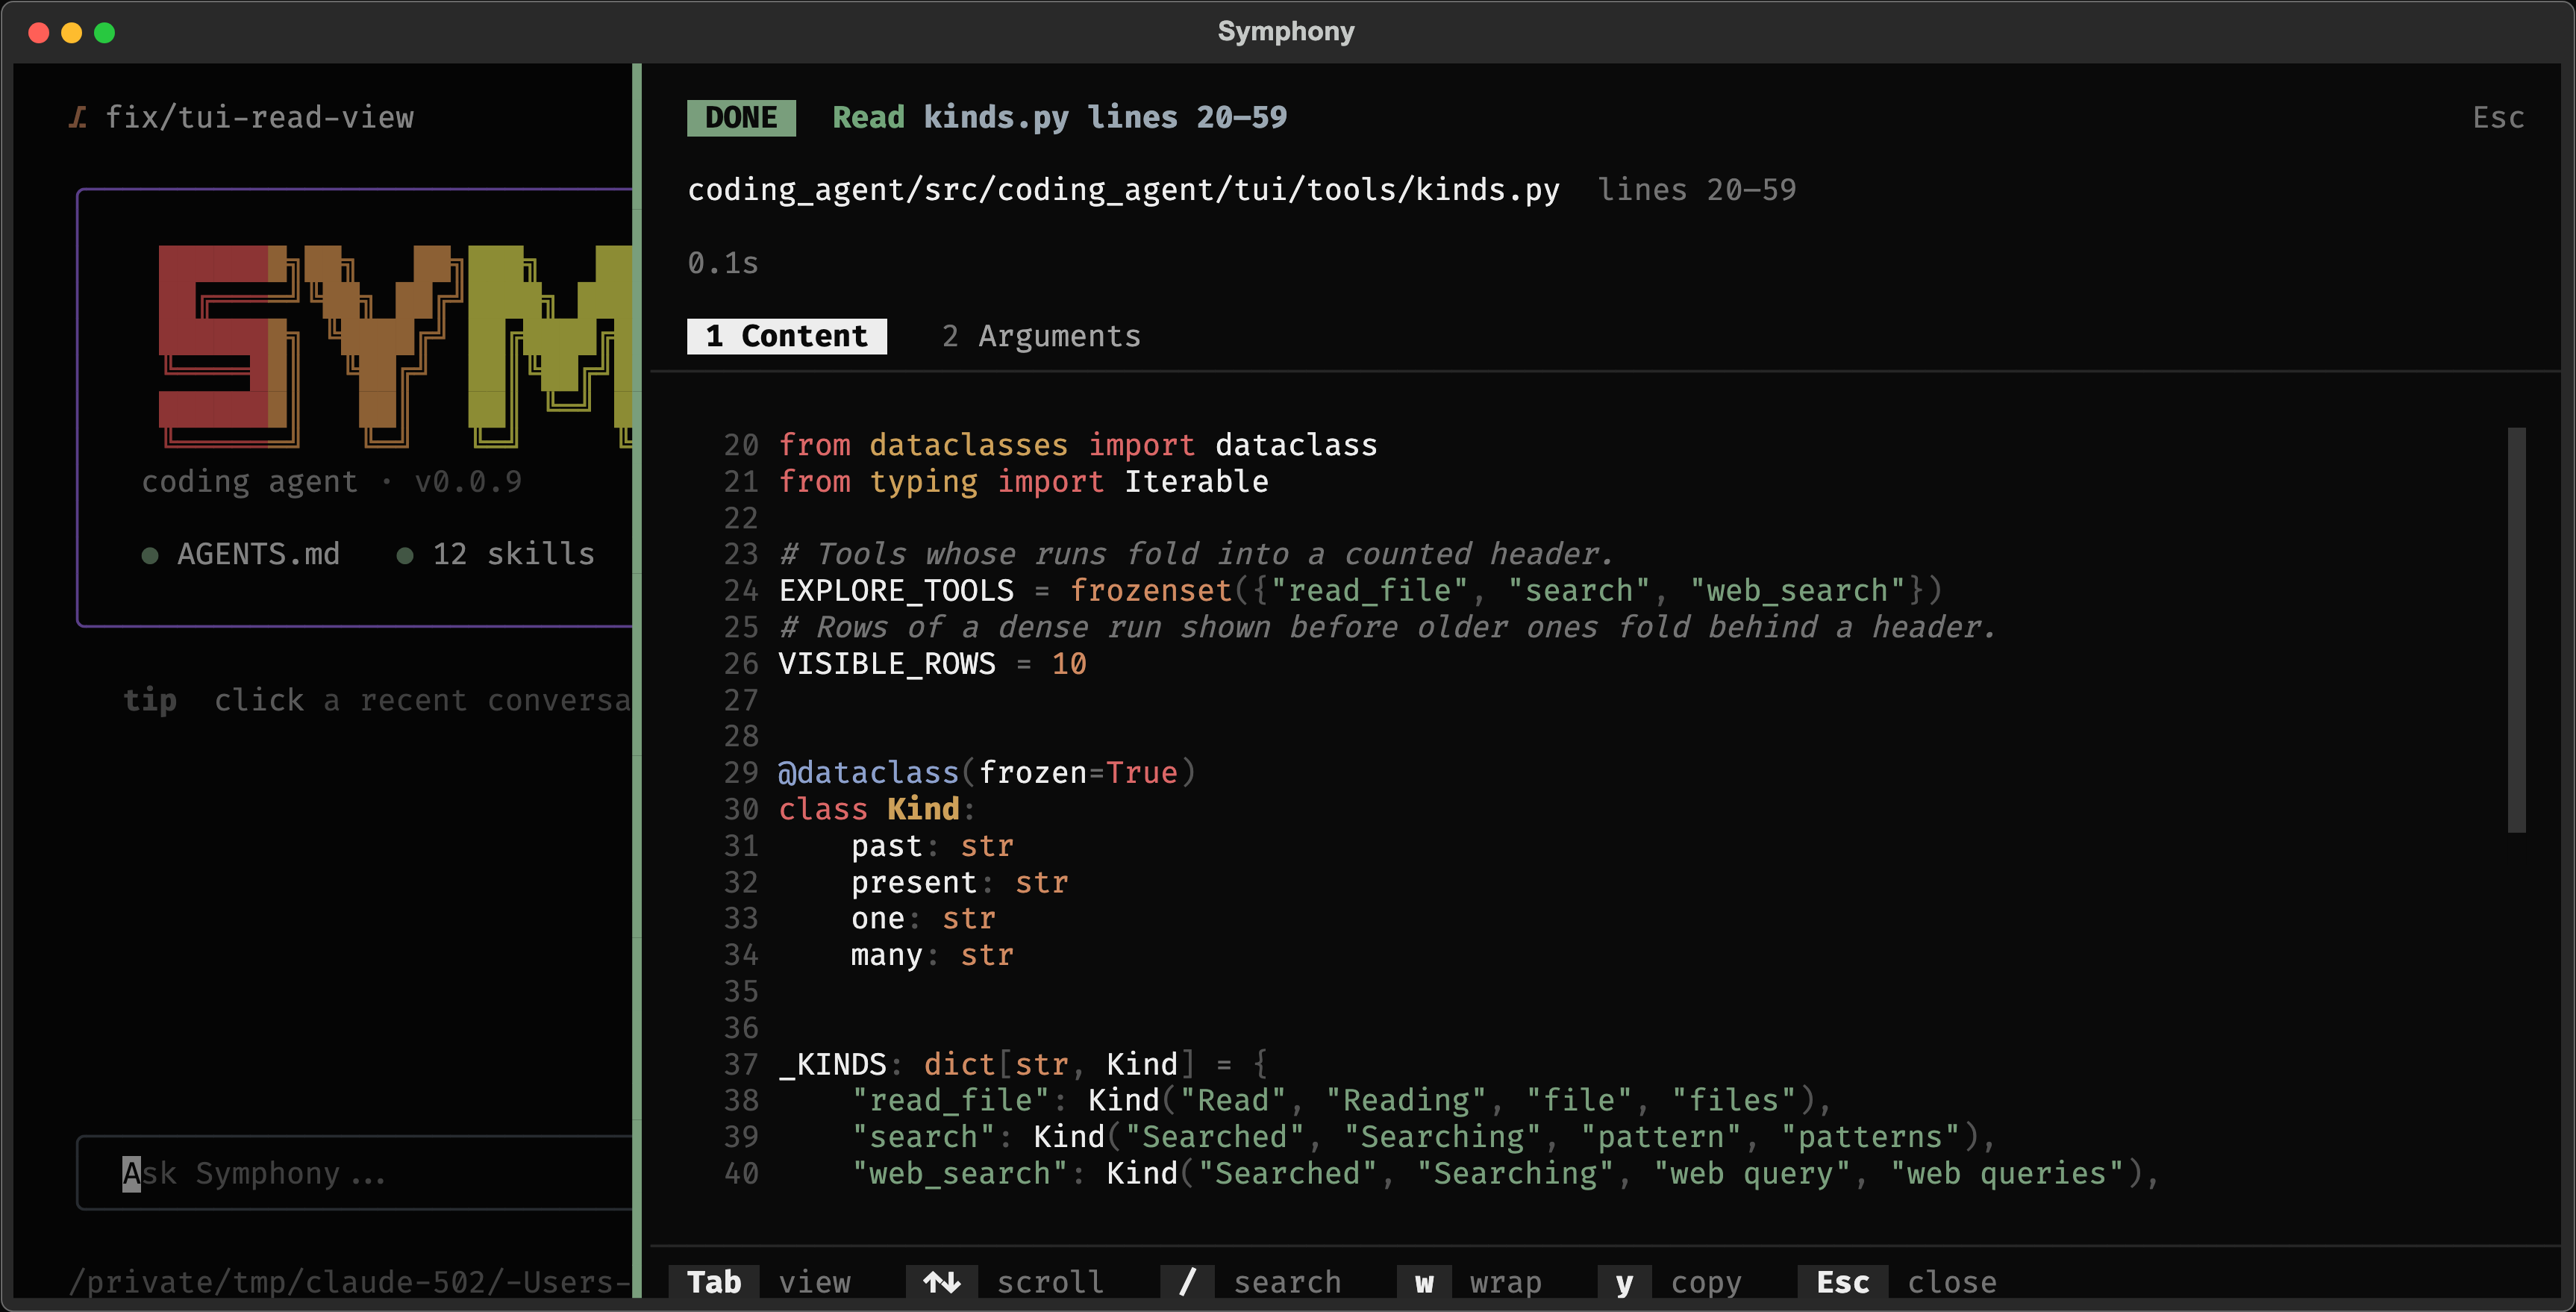 Symphony
fix/tui-read-view
SYM
coding agent · v0.0.9
● AGENTS.md ● 12 skills
tip click a recent conversa
Ask Symphony...
/private/tmp/claude-502/-Users-
DONE Read kinds.py lines 20–59 Esc
coding_agent/src/coding_agent/tui/tools/kinds.py lines 20–59
0.1s
1 Content 2 Arguments
20 from dataclasses import dataclass
21 from typing import Iterable
22
23 # Tools whose runs fold into a counted header.
24 EXPLORE_TOOLS = frozenset({"read_file", "search", "web_search"})
25 # Rows of a dense run shown before older ones fold behind a header.
26 VISIBLE_ROWS = 10
27
28
29 @dataclass(frozen=True)
30 class Kind:
31     past: str
32     present: str
33     one: str
34     many: str
35
36
37 _KINDS: dict[str, Kind] = {
38     "read_file": Kind("Read", "Reading", "file", "files"),
39     "search": Kind("Searched", "Searching", "pattern", "patterns"),
40     "web_search": Kind("Searched", "Searching", "web query", "web queries"),
Tab view ↑↓ scroll / search w wrap y copy Esc close